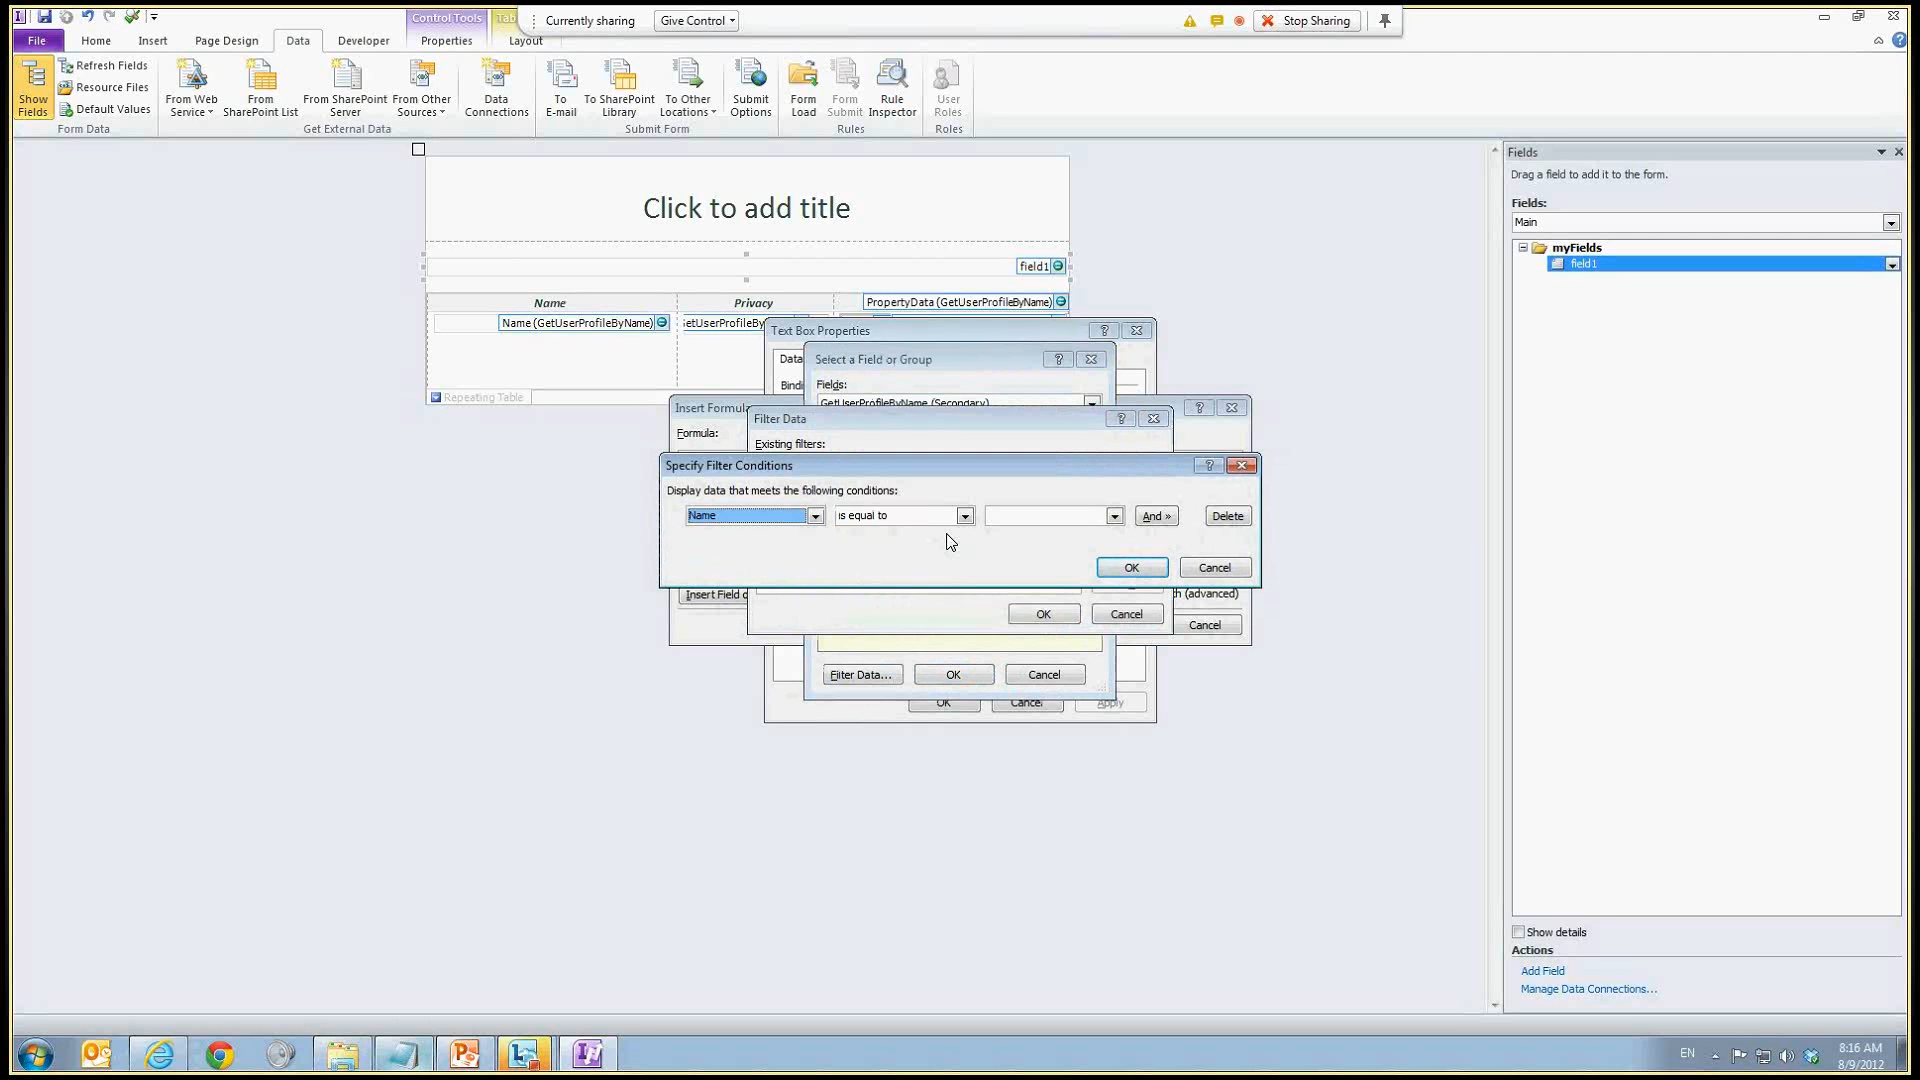 Control Tools
Tab
Currently sharing
Give Control
Stop Sharing
File
Home
Insert
Page Design
Data
Developer
Properties
Layout
Show Fields
Refresh Fields
Resource Files
Default Values
Form Data
From Web Service
From SharePoint List
From SharePoint Server
From Other Sources
Get External Data
Data Connections
To E-mail
To SharePoint Library
To Other Locations
Submit Options
Submit Form
Form Load
Form Submit
Rule Inspector
Rules
User Roles
Roles
Click to add title
field1
Name
Privacy
PropertyData (GetUserProfileByName)
Name (GetUserProfileByName)
etUserProfileBy
Repeating Table
Text Box Properties
Data
Bindi
Select a Field or Group
Fields:
GetUserProfileByName (Secondary)
Insert Formula
Formula:
Filter Data
Existing filters:
Specify Filter Conditions
Display data that meets the following conditions:
Name
is equal to
And »
Delete
OK
Cancel
Insert Field o
h (advanced)
OK
Cancel
Cancel
Filter Data...
OK
Cancel
OK
Cancel
Apply
Fields
Drag a field to add it to the form.
Fields:
Main
myFields
field1
Show details
Actions
Add Field
Manage Data Connections...
EN
8:16 AM
8/9/2012